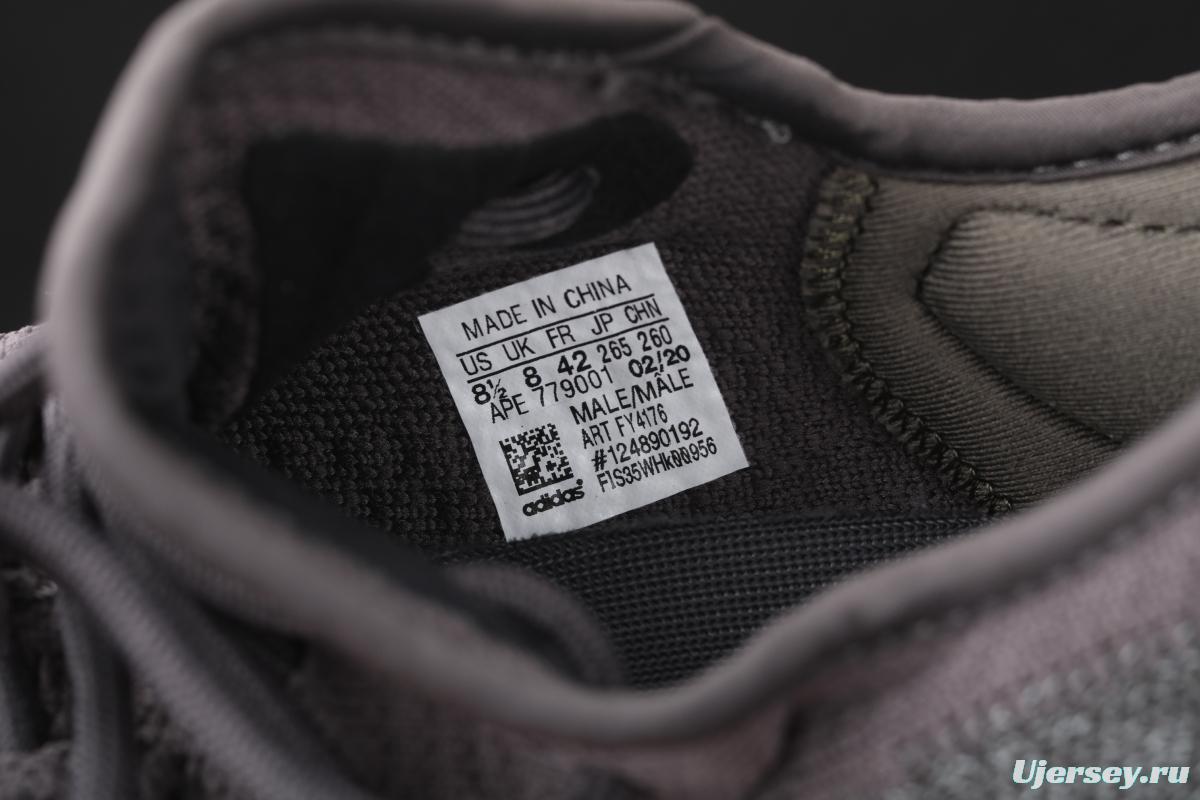 MADE IN CHINA
US UK FR JP CHN
8½ 8 42 265 260
APE 779001 02/20
MALE/MÂLE
ART FY4176
#124890192
FIS35WHk00956
adidas
Ujersey.ru